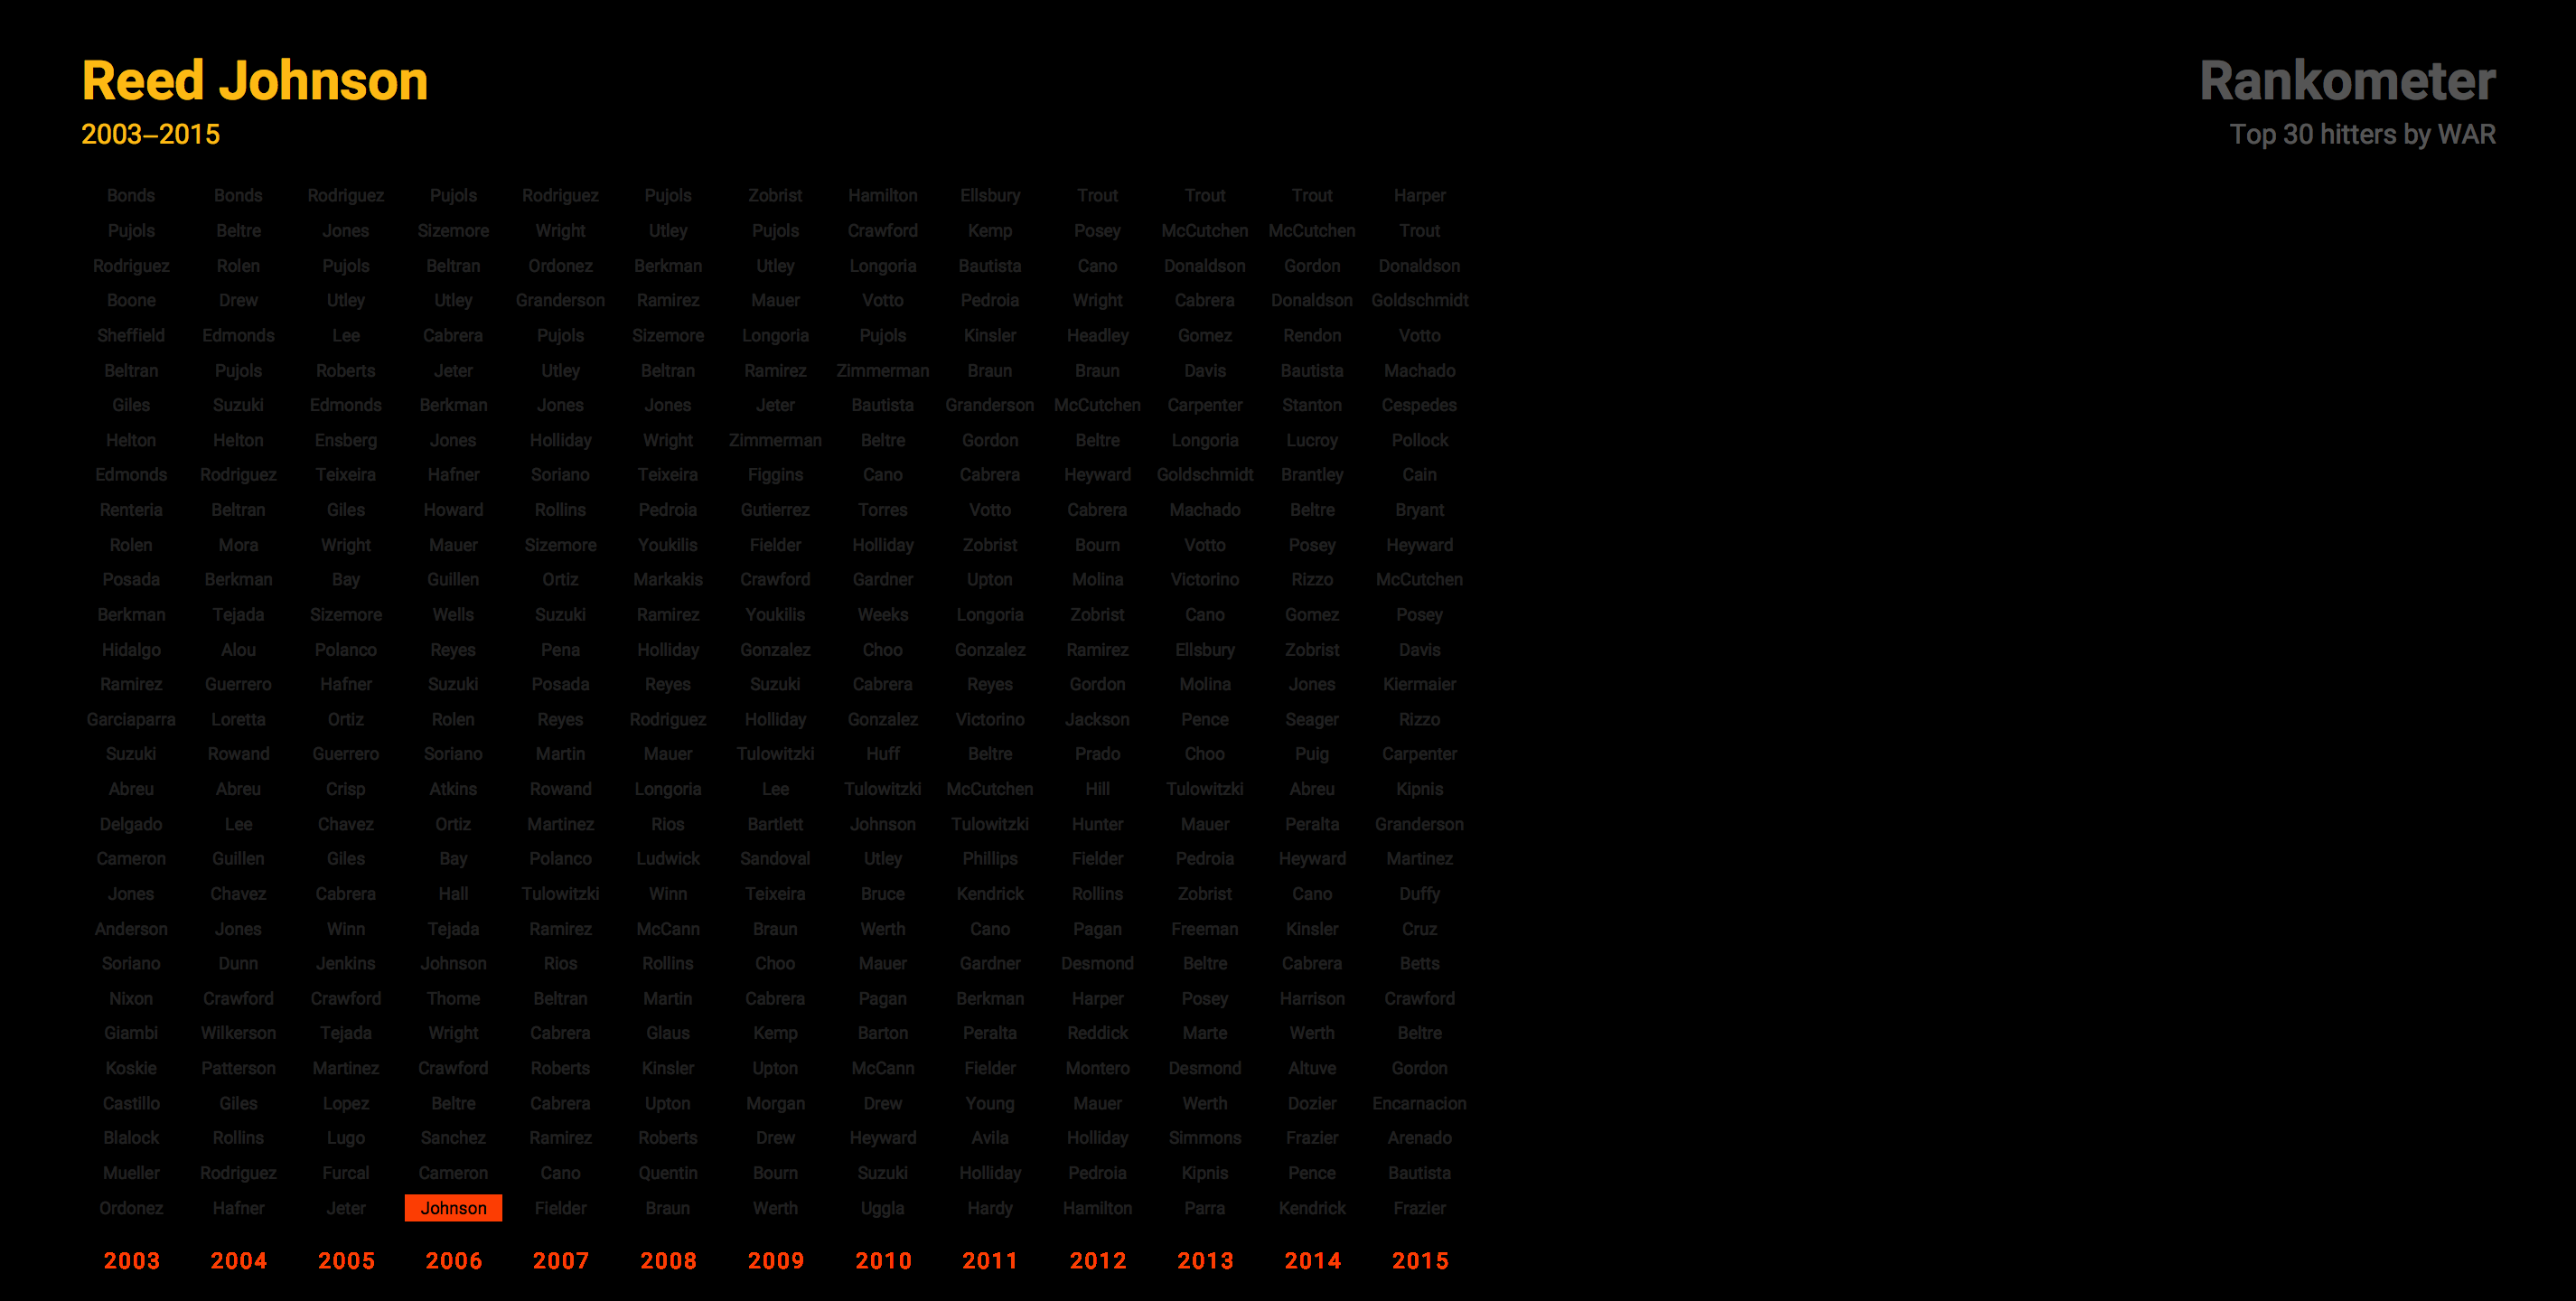 Reed Johnson
2003–2015
Rankometer
Top 30 hitters by WAR
Bonds Bonds Rodriguez Pujols Rodriguez Pujols Zobrist Hamilton Ellsbury Trout Trout Trout Harper
Pujols Beltre Jones Sizemore Wright Utley Pujols Crawford Kemp Posey McCutchen McCutchen Trout
Rodriguez Rolen Pujols Beltran Ordonez Berkman Utley Longoria Bautista Cano Donaldson Gordon Donaldson
Boone Drew Utley Utley Granderson Ramirez Mauer Votto Pedroia Wright Cabrera Donaldson Goldschmidt
Sheffield Edmonds Lee Cabrera Pujols Sizemore Longoria Pujols Kinsler Headley Gomez Rendon Votto
Beltran Pujols Roberts Jeter Utley Beltran Ramirez Zimmerman Braun Braun Davis Bautista Machado
Giles Suzuki Edmonds Berkman Jones Jones Jeter Bautista Granderson McCutchen Carpenter Stanton Cespedes
Helton Helton Ensberg Jones Holliday Wright Zimmerman Beltre Gordon Beltre Longoria Lucroy Pollock
Edmonds Rodriguez Teixeira Hafner Soriano Teixeira Figgins Cano Cabrera Heyward Goldschmidt Brantley Cain
Renteria Beltran Giles Howard Rollins Pedroia Gutierrez Torres Votto Cabrera Machado Beltre Bryant
Rolen Mora Wright Mauer Sizemore Youkilis Fielder Holliday Zobrist Bourn Votto Posey Heyward
Posada Berkman Bay Guillen Ortiz Markakis Crawford Gardner Upton Molina Victorino Rizzo McCutchen
Berkman Tejada Sizemore Wells Suzuki Ramirez Youkilis Weeks Longoria Zobrist Cano Gomez Posey
Hidalgo Alou Polanco Reyes Pena Holliday Gonzalez Choo Gonzalez Ramirez Ellsbury Zobrist Davis
Ramirez Guerrero Hafner Suzuki Posada Reyes Suzuki Cabrera Reyes Gordon Molina Jones Kiermaier
Garciaparra Loretta Ortiz Rolen Reyes Rodriguez Holliday Gonzalez Victorino Jackson Pence Seager Rizzo
Suzuki Rowand Guerrero Soriano Martin Mauer Tulowitzki Huff Beltre Prado Choo Puig Carpenter
Abreu Abreu Crisp Atkins Rowand Longoria Lee Tulowitzki McCutchen Hill Tulowitzki Abreu Kipnis
Delgado Lee Chavez Ortiz Martinez Rios Bartlett Johnson Tulowitzki Hunter Mauer Peralta Granderson
Cameron Guillen Giles Bay Polanco Ludwick Sandoval Utley Phillips Fielder Pedroia Heyward Martinez
Jones Chavez Cabrera Hall Tulowitzki Winn Teixeira Bruce Kendrick Rollins Zobrist Cano Duffy
Anderson Jones Winn Tejada Ramirez McCann Braun Werth Cano Pagan Freeman Kinsler Cruz
Soriano Dunn Jenkins Johnson Rios Rollins Choo Mauer Gardner Desmond Beltre Cabrera Betts
Nixon Crawford Crawford Thome Beltran Martin Cabrera Pagan Berkman Harper Posey Harrison Crawford
Giambi Wilkerson Tejada Wright Cabrera Glaus Kemp Barton Peralta Reddick Marte Werth Beltre
Koskie Patterson Martinez Crawford Roberts Kinsler Upton McCann Fielder Montero Desmond Altuve Gordon
Castillo Giles Lopez Beltre Cabrera Upton Morgan Drew Young Mauer Werth Dozier Encarnacion
Blalock Rollins Lugo Sanchez Ramirez Roberts Drew Heyward Avila Holliday Simmons Frazier Arenado
Mueller Rodriguez Furcal Cameron Cano Quentin Bourn Suzuki Holliday Pedroia Kipnis Pence Bautista
Ordonez Hafner Jeter Johnson Fielder Braun Werth Uggla Hardy Hamilton Parra Kendrick Frazier
2003 2004 2005 2006 2007 2008 2009 2010 2011 2012 2013 2014 2015